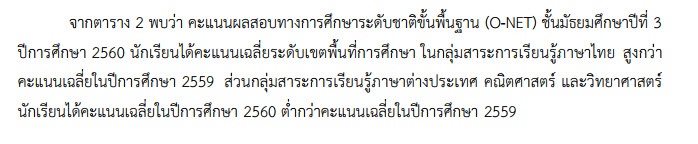 จากตาราง 2 พบว่า คะแนนผลสอบทางการศึกษาระดับชาติขั้นพื้นฐาน (O-NET) ชั้นมัธยมศึกษาปีที่ 3
ปีการศึกษา 2560 นักเรียนได้คะแนนเฉลี่ยระดับเขตพื้นที่การศึกษา ในกลุ่มสาระการเรียนรู้ภาษาไทย สูงกว่า
คะแนนเฉลี่ยในปีการศึกษา 2559 ส่วนกลุ่มสาระการเรียนรู้ภาษาต่างประเทศ คณิตศาสตร์ และวิทยาศาสตร์
นักเรียนได้คะแนนเฉลี่ยในปีการศึกษา 2560 ต่ำกว่าคะแนนเฉลี่ยในปีการศึกษา 2559